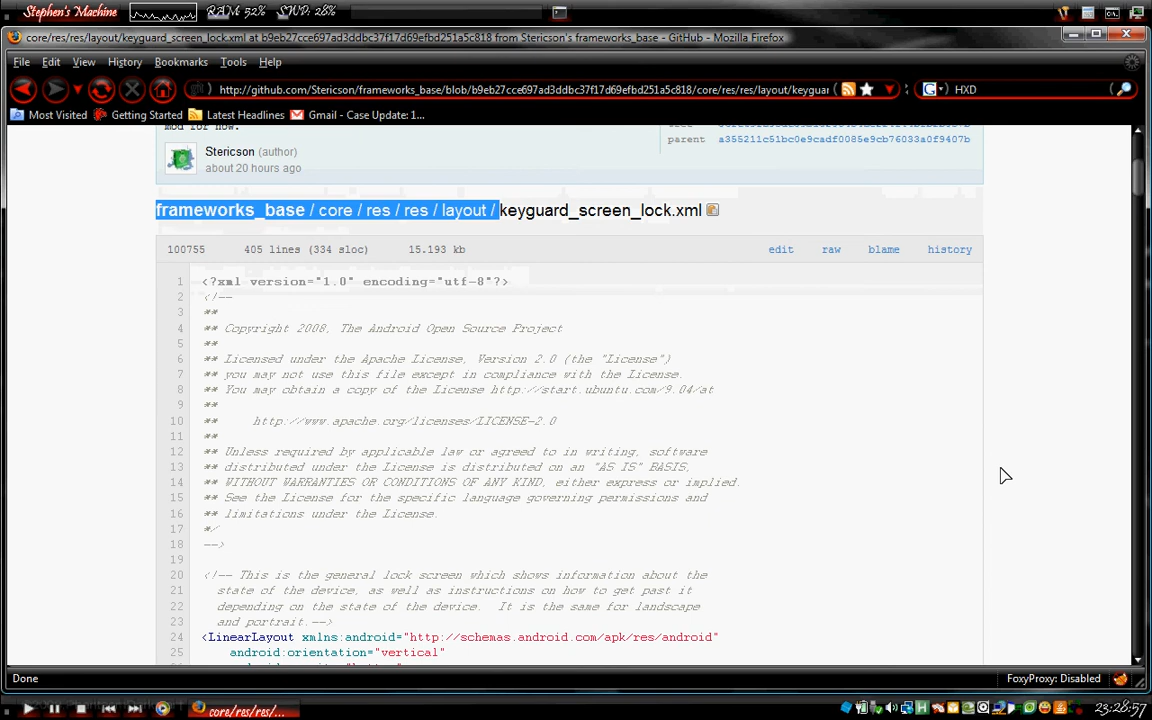 Stephen's Machine RAM: 52%
core/res/res/layout/keyguard_screen_lock.xml at b9eb27cce697ad3ddbc37f17d69efbd251a5c818 from Stericson's frameworks_base - GitHub - Mozilla Firefox
File Edit View History Bookmarks Tools Help
http://github.com/Stericson/frameworks_base/blob/b9eb27cce697ad3ddbc37f17d69efbd251a5c818/core/res/res/layout/keyguar HXD
Most Visited Getting Started Latest Headlines Gmail - Case Update: 1...
mod for now.
parent a355211c51bc0e9cadf0085e9cb76033a0f9407b
Stericson (author)
about 20 hours ago
frameworks_base / core / res / res / layout / keyguard_screen_lock.xml
100755 405 lines (334 sloc) 15.193 kb edit raw blame history
1 <?xml version="1.0" encoding="utf-8"?>
2 <!--
3 **
4 ** Copyright 2008, The Android Open Source Project
5 **
6 ** Licensed under the Apache License, Version 2.0 (the "License")
7 ** you may not use this file except in compliance with the License.
8 ** You may obtain a copy of the License http://start.ubuntu.com/9.04/at
9 **
10 ** http://www.apache.org/licenses/LICENSE-2.0
11 **
12 ** Unless required by applicable law or agreed to in writing, software
13 ** distributed under the License is distributed on an "AS IS" BASIS,
14 ** WITHOUT WARRANTIES OR CONDITIONS OF ANY KIND, either express or implied.
15 ** See the License for the specific language governing permissions and
16 ** limitations under the License.
17 */
18 -->
19
20 <!-- This is the general lock screen which shows information about the
21 state of the device, as well as instructions on how to get past it
22 depending on the state of the device. It is the same for landscape
23 and portrait.-->
24 <LinearLayout xmlns:android="http://schemas.android.com/apk/res/android"
25 android:orientation="vertical"
Done FoxyProxy: Disabled
core/res/res/... 23:28:57